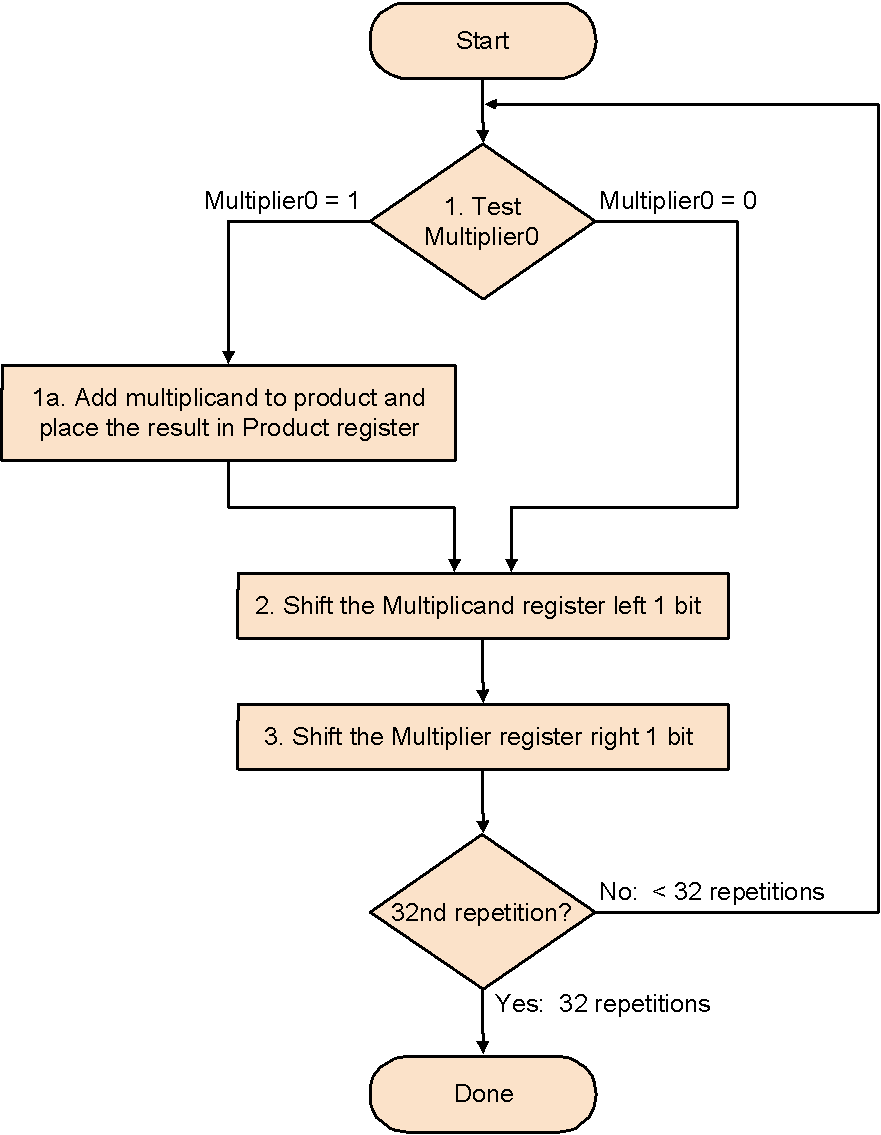 Start
Multiplier0 = 1
1. Test
Multiplier0
Multiplier0 = 0
1a. Add multiplicand to product and
place the result in Product register
2. Shift the Multiplicand register left 1 bit
3. Shift the Multiplier register right 1 bit
32nd repetition?
No: < 32 repetitions
Yes: 32 repetitions
Done